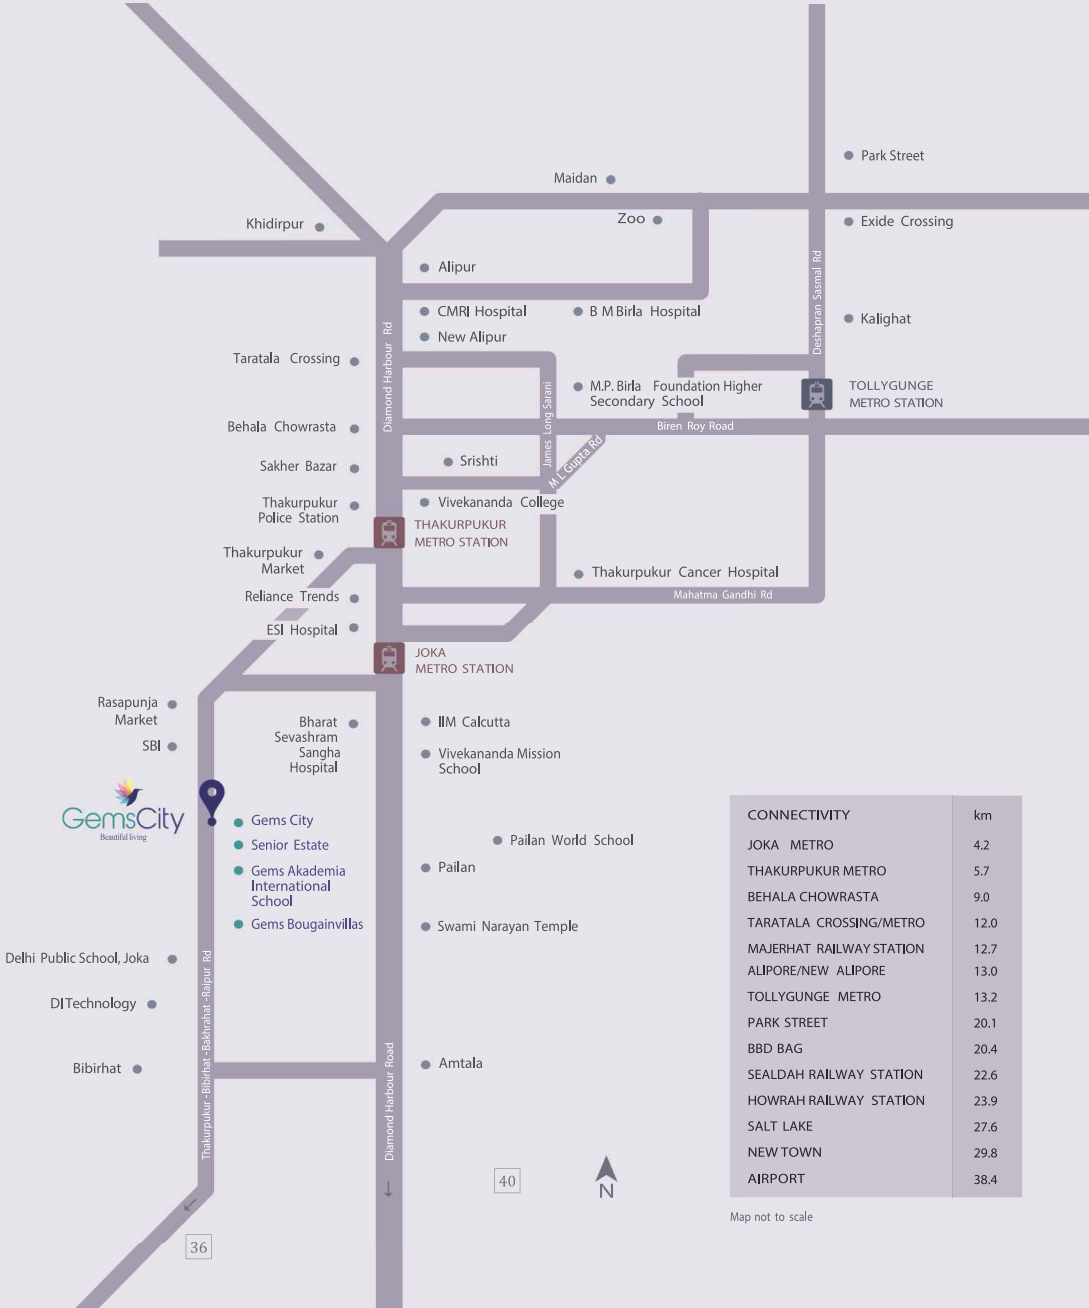 Park Street
Maidan
Zoo
Khidirpur
Exide Crossing
Alipur
Deshapran Sasmal Rd
CMRI Hospital
B M Birla Hospital
Kalighat
New Alipur
Diamond Harbour Rd
Taratala Crossing
James Long Sarani
M.P. Birla Foundation Higher
Secondary School
TOLLYGUNGE
METRO STATION
Behala Chowrasta
Biren Roy Road
Sakher Bazar
Srishti
M L Gupta Rd
Thakurpukur
Police Station
Vivekananda College
THAKURPUKUR
METRO STATION
Thakurpukur
Market
Thakurpukur Cancer Hospital
Reliance Trends
Mahatma Gandhi Rd
ESI Hospital
JOKA
METRO STATION
Rasapunja
Market
SBI
Bharat
Sevashram
Sangha
Hospital
IIM Calcutta
Vivekananda Mission
School
GemsCity
Beautiful living
Gems City
Senior Estate
Gems Akademia
International
School
Gems Bougainvillas
Pailan World School
Pailan
Swami Narayan Temple
Delhi Public School, Joka
DITechnology
Bibirhat
Thakurpukur -Bibirhat -Bakhrahat -Raipur Rd
Diamond Harbour Road
Amtala
CONNECTIVITY km
JOKA METRO 4.2
THAKURPUKUR METRO 5.7
BEHALA CHOWRASTA 9.0
TARATALA CROSSING/METRO 12.0
MAJERHAT RAILWAY STATION 12.7
ALIPORE/NEW ALIPORE 13.0
TOLLYGUNGE METRO 13.2
PARK STREET 20.1
BBD BAG 20.4
SEALDAH RAILWAY STATION 22.6
HOWRAH RAILWAY STATION 23.9
SALT LAKE 27.6
NEW TOWN 29.8
AIRPORT 38.4
Map not to scale
40
N
36